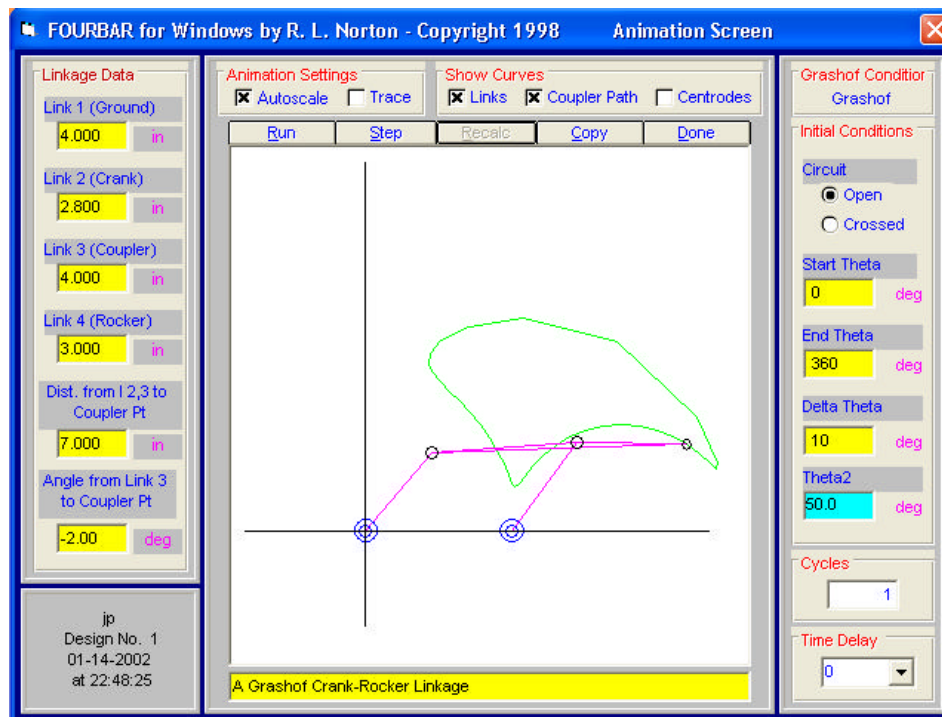 FOURBAR for Windows by R. L. Norton - Copyright 1998 Animation Screen
Linkage Data
Link 1 (Ground)
4.000 in
Link 2 (Crank)
2.800 in
Link 3 (Coupler)
4.000 in
Link 4 (Rocker)
3.000 in
Dist. from I 2,3 to
Coupler Pt
7.000 in
Angle from Link 3
to Coupler Pt
-2.00 deg
jp
Design No. 1
01-14-2002
at 22:48:25
Animation Settings
Autoscale Trace
Show Curves
Links Coupler Path Centrodes
Run Step Recalc Copy Done
A Grashof Crank-Rocker Linkage
Grashof Condition
Grashof
Initial Conditions
Circuit
Open
Crossed
Start Theta
0 deg
End Theta
360 deg
Delta Theta
10 deg
Theta2
50.0 deg
Cycles
1
Time Delay
0